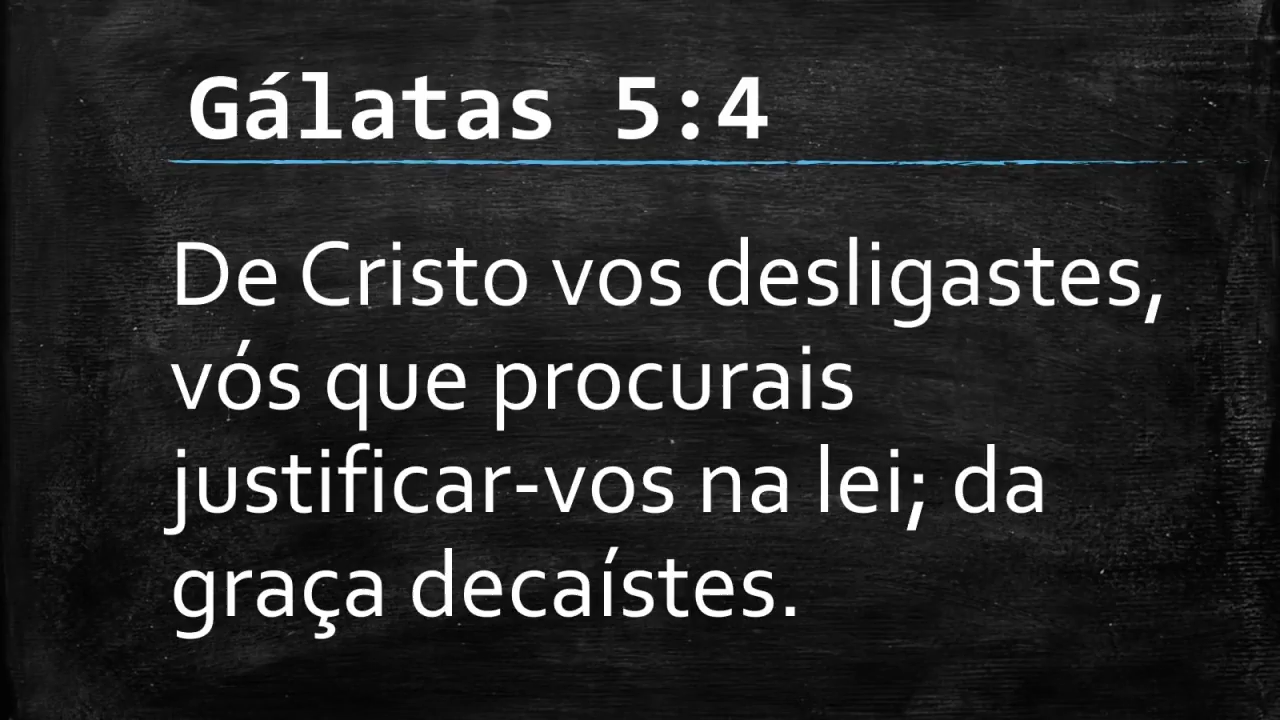 Gálatas 5:4
De Cristo vos desligastes,
vós que procurais
justificar-vos na lei; da
graça decaístes.